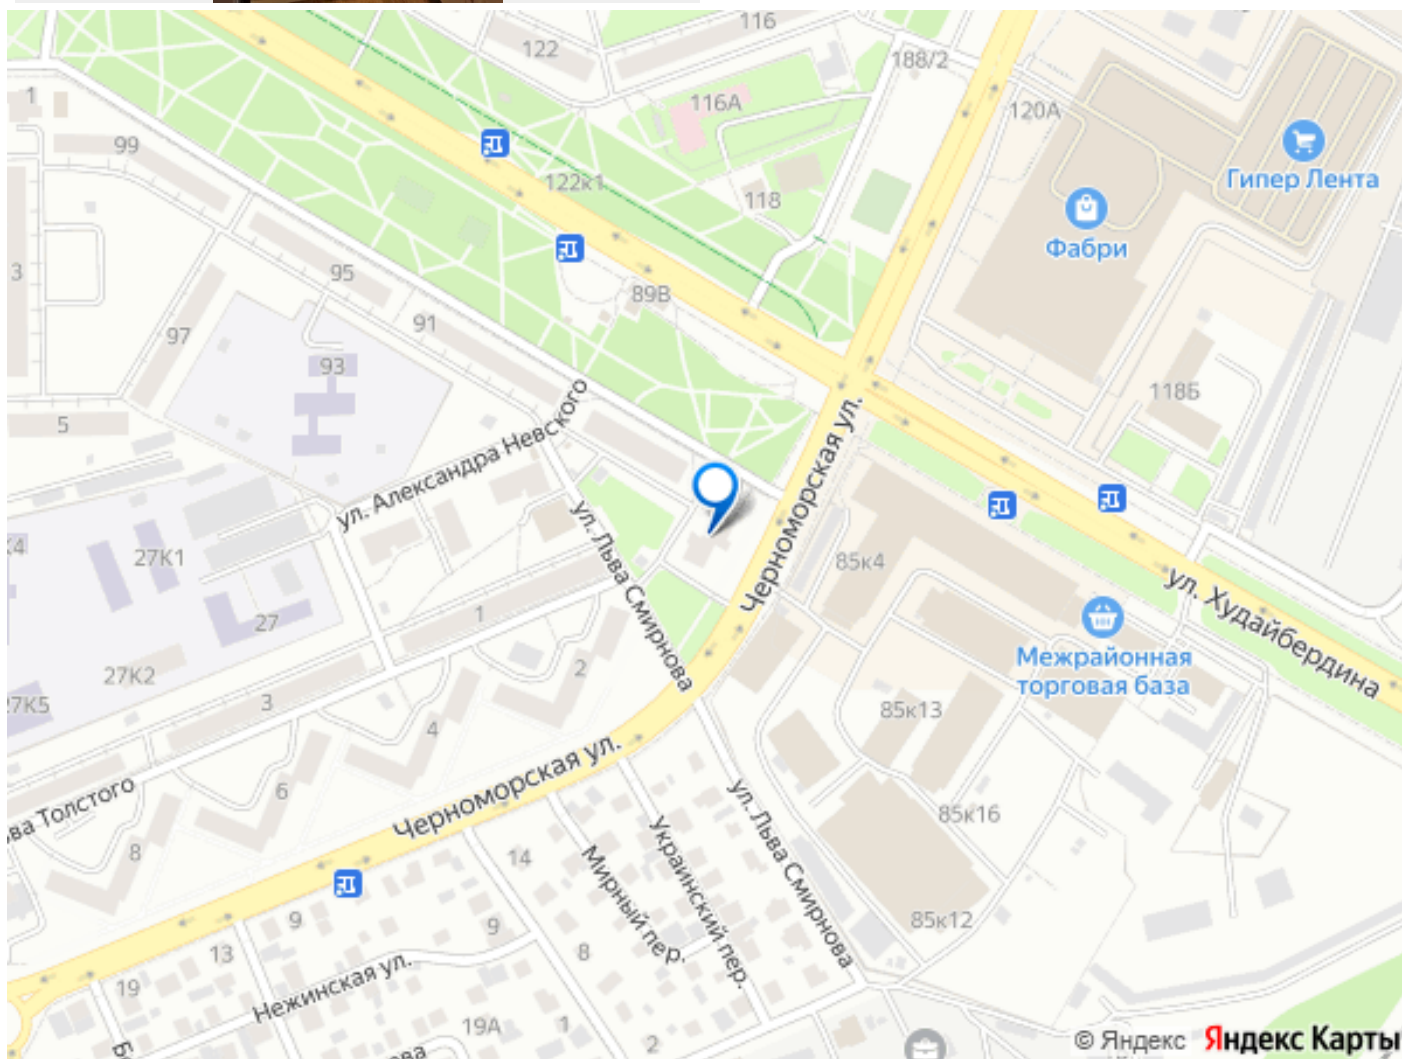 116
122
188/2
1
116А
120А
99
Гипер Лента
122к1
118
Фабри
3
95
89В
91
97
93
118Б
5
ул. Александра Невского
Черноморская ул.
К4
27К1
85к4
ул. Льва Смирнова
ул. Худайбердина
27
1
Межрайонная
торговая база
27К2
2
27К5
3
85к13
4
Черноморская ул.
6
ва Толстого
ул. Льва Смирнова
85к16
8
14
Украинский пер.
Мирный пер.
9
9
85к12
13
8
19
Нежинская ул.
19А
1
2
Б
ова
© Яндекс Яндекс Карты